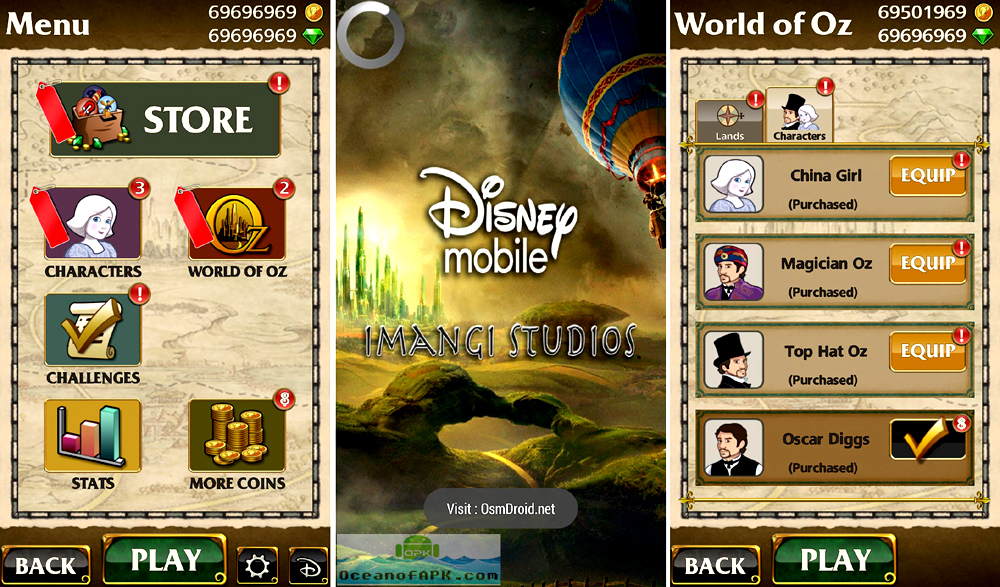 Menu
69696969
69696969
!
STORE
3
CHARACTERS
2
OZ
WORLD OF OZ
!
CHALLENGES
STATS
8
MORE COINS
BACK
PLAY
D
Disney
mobile
IMANGI STUDIOS
Visit : OsmDroid.net
APK
OceanofAPK.com
World of Oz
69501969
69696969
!
Lands
!
Characters
China Girl
(Purchased)
EQUIP
!
Magician Oz
(Purchased)
EQUIP
!
Top Hat Oz
(Purchased)
EQUIP
!
Oscar Diggs
(Purchased)
8
BACK
PLAY